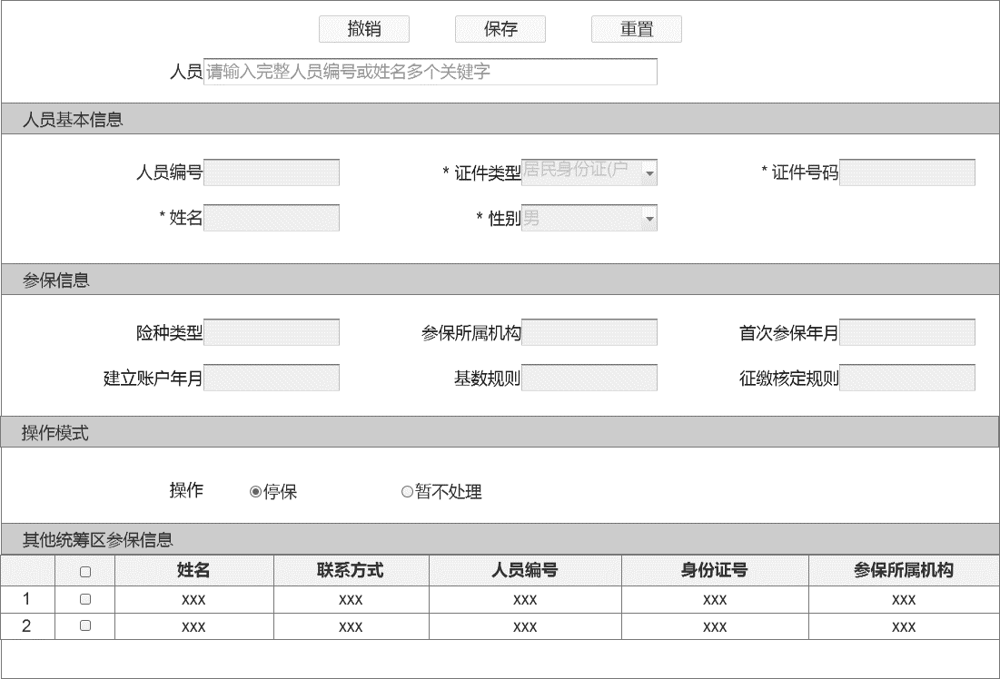 撤销 保存 重置
人员 请输入完整人员编号或姓名多个关键字
人员基本信息
人员编号 * 证件类型 居民身份证(户 * 证件号码
* 姓名 * 性别 男
参保信息
险种类型 参保所属机构 首次参保年月
建立账户年月 基数规则 征缴核定规则
操作模式
操作 停保 暂不处理
其他统筹区参保信息
姓名 联系方式 人员编号 身份证号 参保所属机构
1 xxx xxx xxx xxx xxx
2 xxx xxx xxx xxx xxx